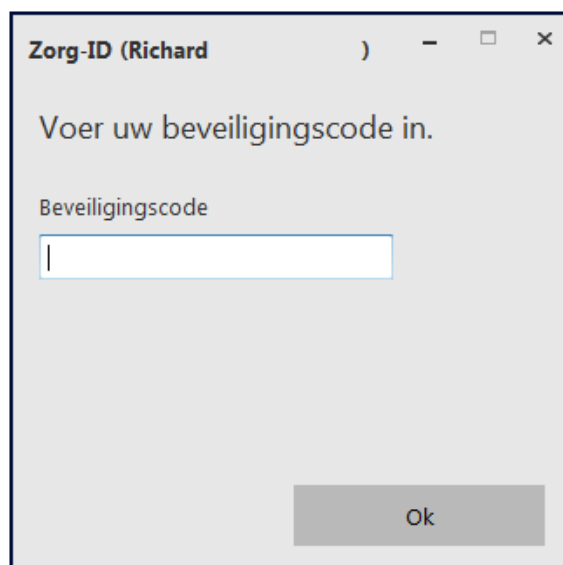 Zorg-ID (Richard )
Voer uw beveiligingscode in.
Beveiligingscode
Ok